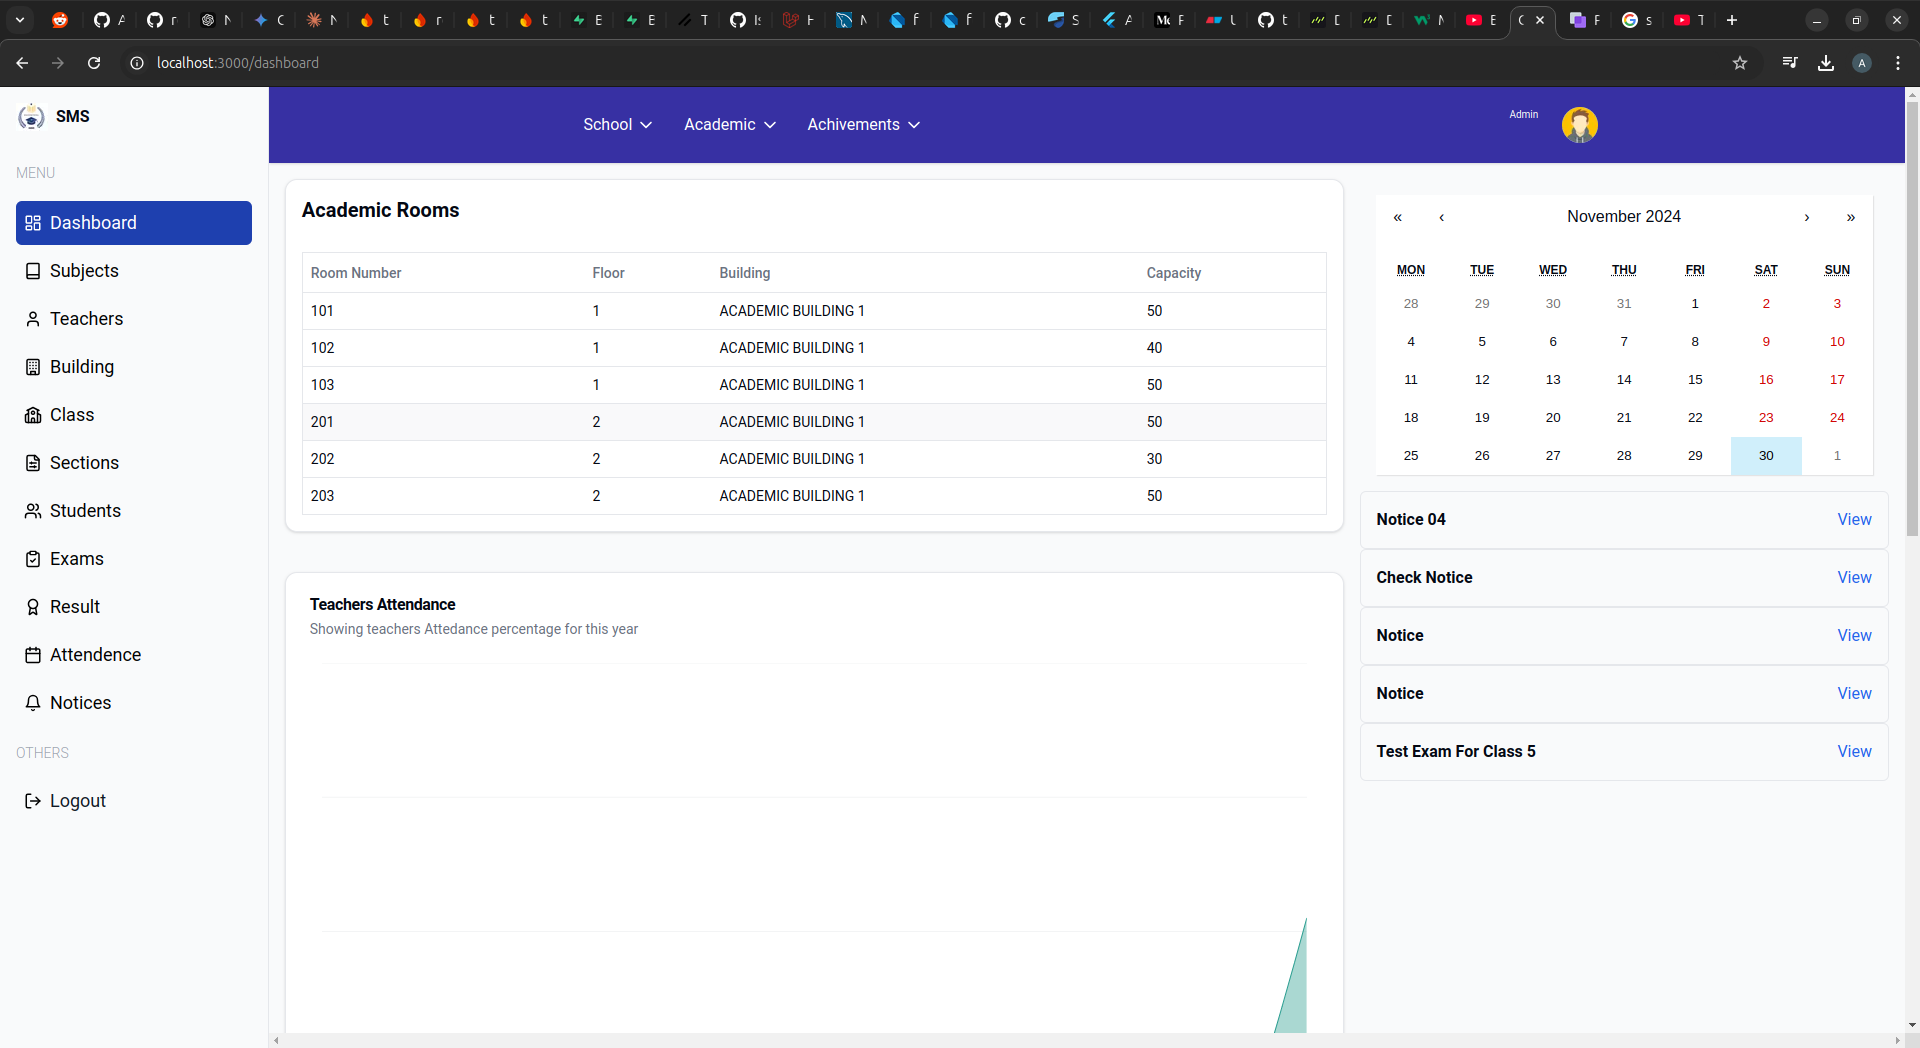 localhost:3000/dashboard
A
SMS
MENU
Dashboard
Subjects
Teachers
Building
Class
Sections
Students
Exams
Result
Attendence
Notices
OTHERS
Logout
School Academic Achivements Admin
Academic Rooms
Room Number Floor Building Capacity
101 1 ACADEMIC BUILDING 1 50
102 1 ACADEMIC BUILDING 1 40
103 1 ACADEMIC BUILDING 1 50
201 2 ACADEMIC BUILDING 1 50
202 2 ACADEMIC BUILDING 1 30
203 2 ACADEMIC BUILDING 1 50
Teachers Attendance
Showing teachers Attedance percentage for this year
« ‹ November 2024 › »
MON TUE WED THU FRI SAT SUN
28 29 30 31 1 2 3
4 5 6 7 8 9 10
11 12 13 14 15 16 17
18 19 20 21 22 23 24
25 26 27 28 29 30 1
Notice 04 View
Check Notice View
Notice View
Notice View
Test Exam For Class 5 View